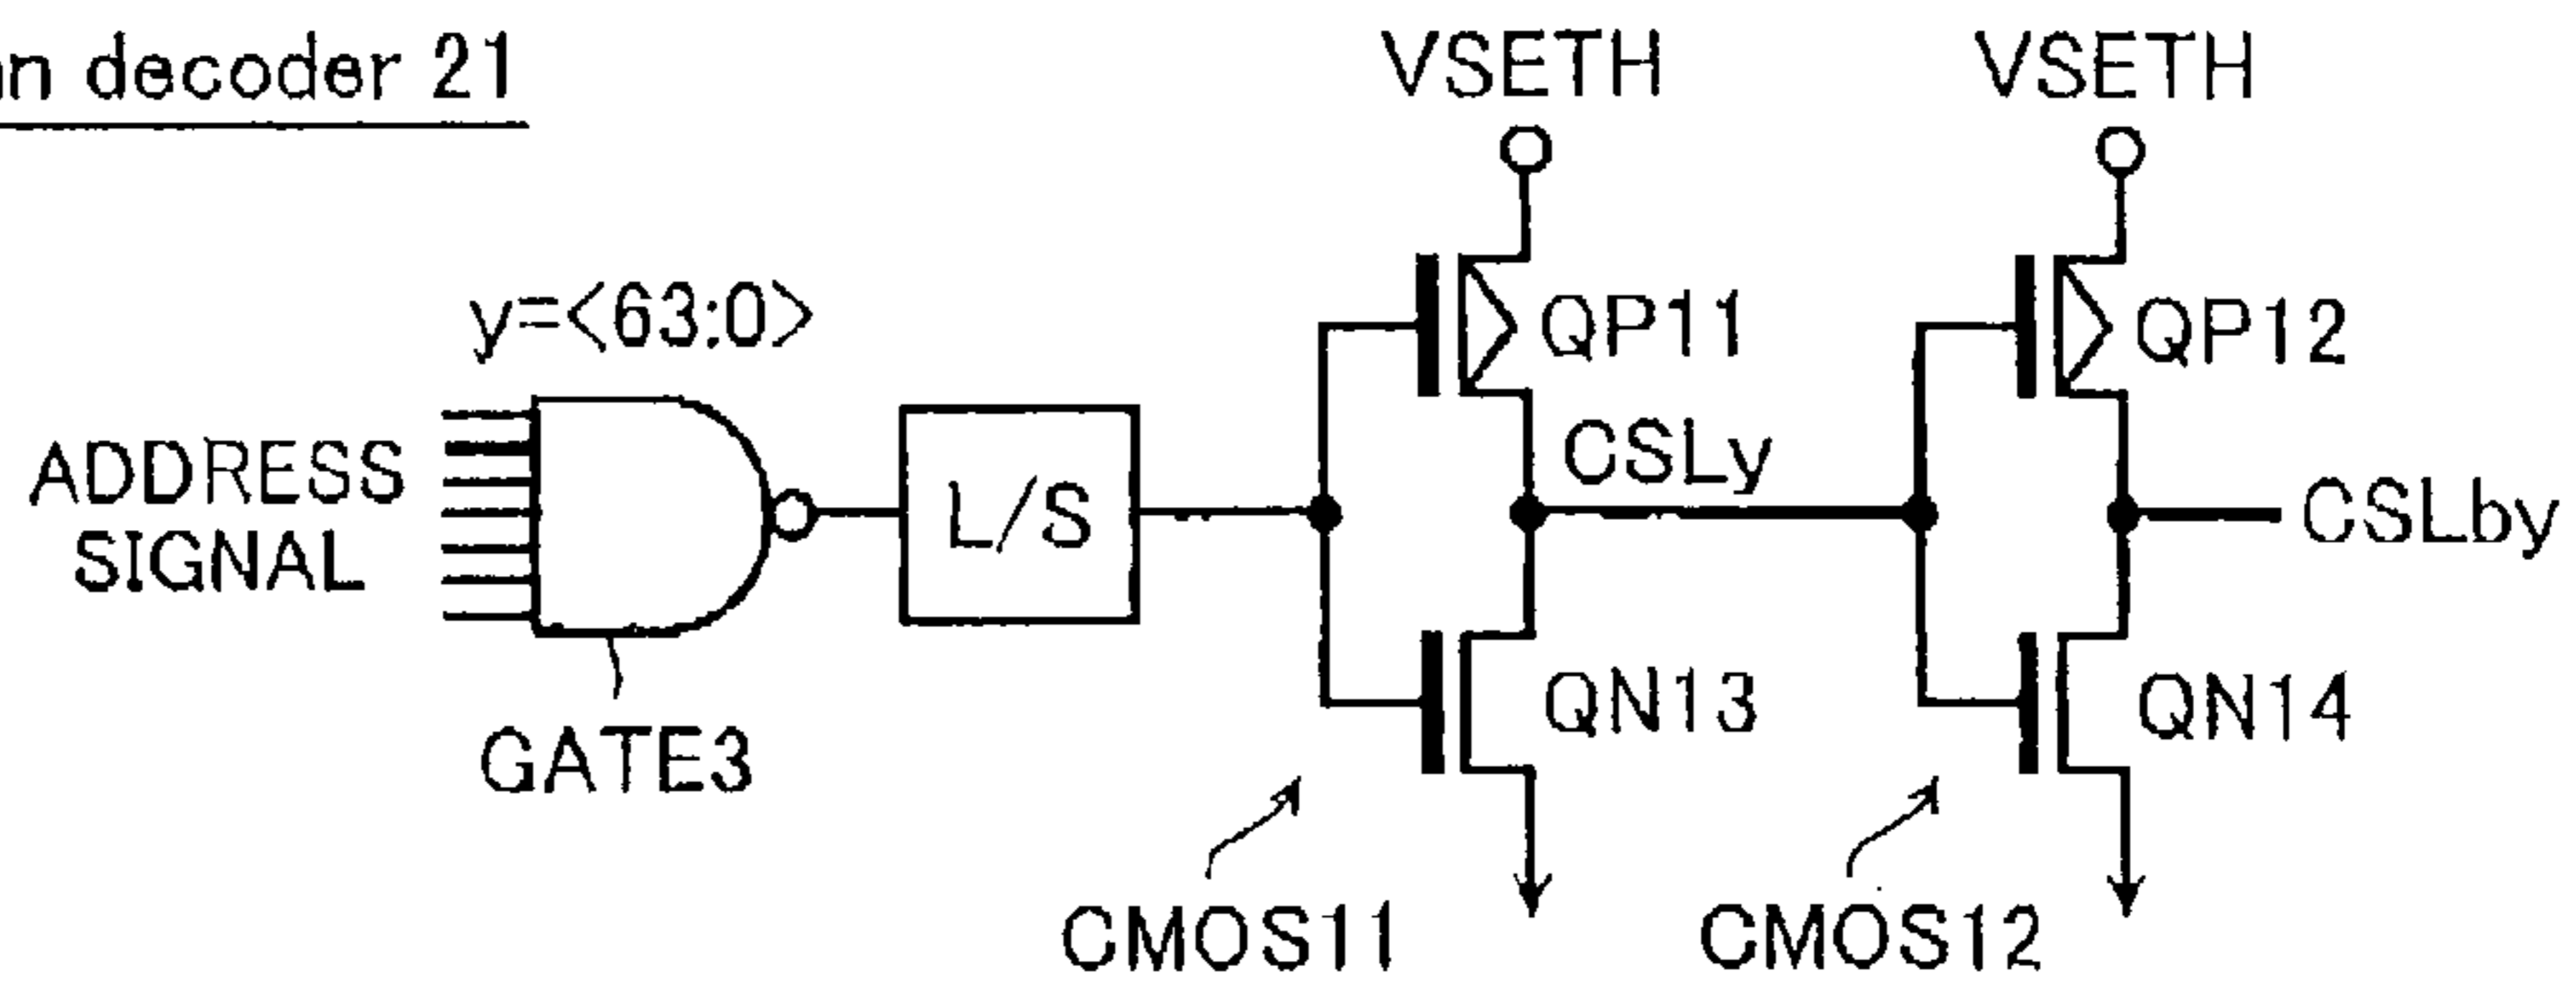 n decoder 21
VSETH
VSETH
y=<63:0>
QP11
QP12
ADDRESS
SIGNAL
L/S
CSLy
CSLby
GATE3
QN13
QN14
CMOS11
CMOS12